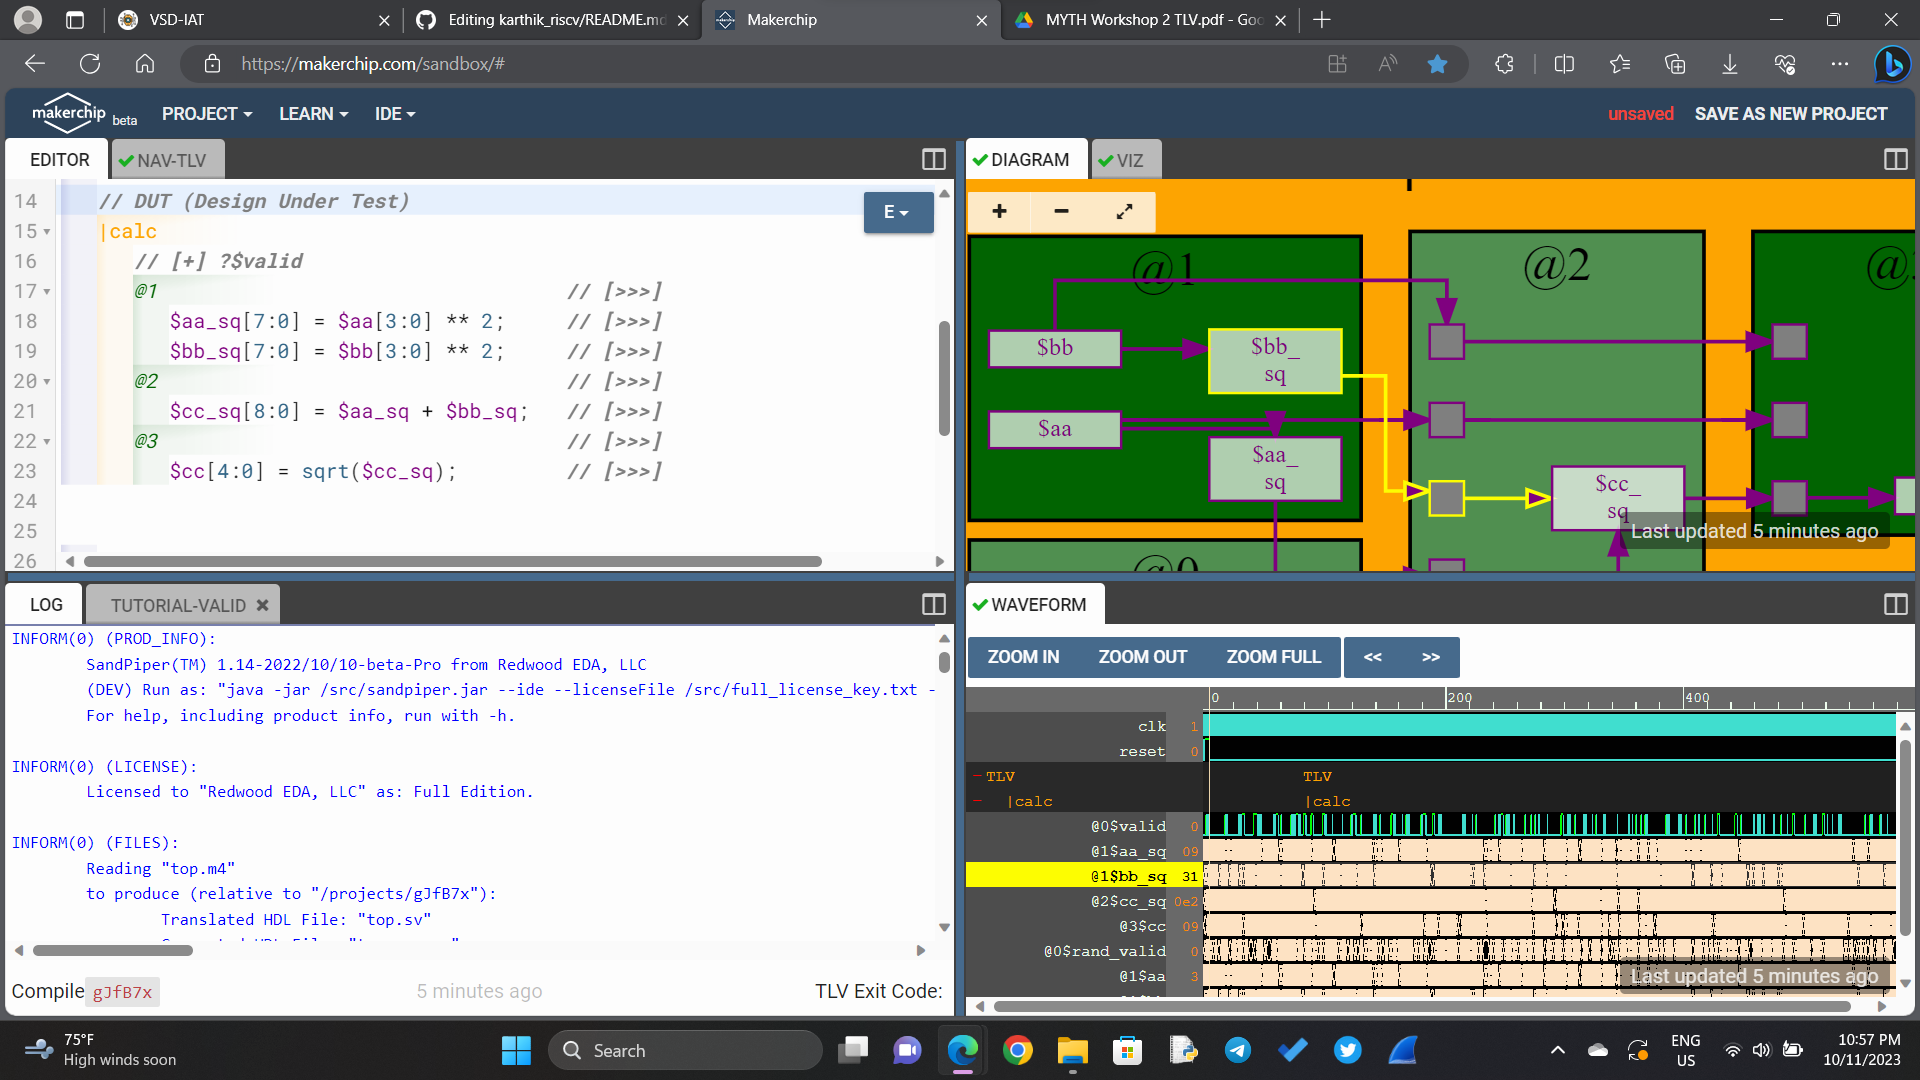 VSD-IAT
Editing karthik_riscv/README.md
Makerchip
MYTH Workshop 2 TLV.pdf - Goo
https://makerchip.com/sandbox/#
makerchip beta
PROJECT
LEARN
IDE
unsaved
SAVE AS NEW PROJECT
EDITOR
NAV-TLV
E
14 // DUT (Design Under Test)
15 |calc
16 // [+] ?$valid
17 @1 // [>>>]
18 $aa_sq[7:0] = $aa[3:0] ** 2; // [>>>]
19 $bb_sq[7:0] = $bb[3:0] ** 2; // [>>>]
20 @2 // [>>>]
21 $cc_sq[8:0] = $aa_sq + $bb_sq; // [>>>]
22 @3 // [>>>]
23 $cc[4:0] = sqrt($cc_sq); // [>>>]
24
25
26
DIAGRAM
VIZ
+ −
@1
@2
$bb
$bb_
sq
$aa
$aa_
sq
$cc_
sq
Last updated 5 minutes ago
@0
LOG
TUTORIAL-VALID
INFORM(0) (PROD_INFO):
SandPiper(TM) 1.14-2022/10/10-beta-Pro from Redwood EDA, LLC
(DEV) Run as: "java -jar /src/sandpiper.jar --ide --licenseFile /src/full_license_key.txt -
For help, including product info, run with -h.
INFORM(0) (LICENSE):
Licensed to "Redwood EDA, LLC" as: Full Edition.
INFORM(0) (FILES):
Reading "top.m4"
to produce (relative to "/projects/gJfB7x"):
Translated HDL File: "top.sv"
Compile gJfB7x
5 minutes ago
TLV Exit Code:
WAVEFORM
ZOOM IN
ZOOM OUT
ZOOM FULL
<<
>>
0 200 400
clk 1
reset 0
TLV TLV
|calc |calc
@0$valid 0
@1$aa_sq 09
@1$bb_sq 31
@2$cc_sq 0e2
@3$cc 09
@0$rand_valid 0
@1$aa 3
Last updated 5 minutes ago
75°F
High winds soon
Search
ENG
US
10:57 PM
10/11/2023